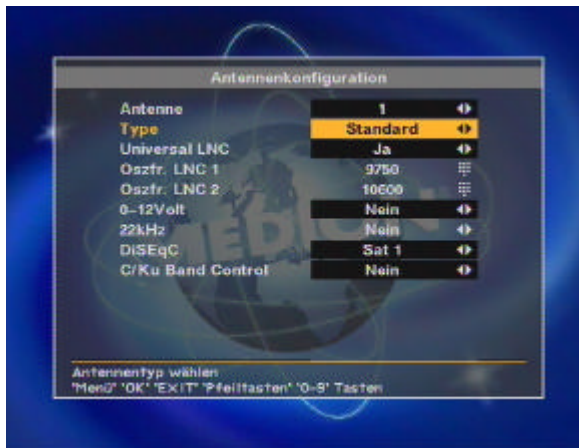 Antennenkonfiguration
Antenne 1
Type Standard
Universal LNC Ja
Oszfr. LNC 1 9750
Oszfr. LNC 2 10600
0-12Volt Nein
22kHz Nein
DiSEqC Sat 1
C/Ku Band Control Nein
MEDION
Antennentyp wählen
'Menü' 'OK' 'EXIT' 'Pfeiltasten' '0-9' Tasten